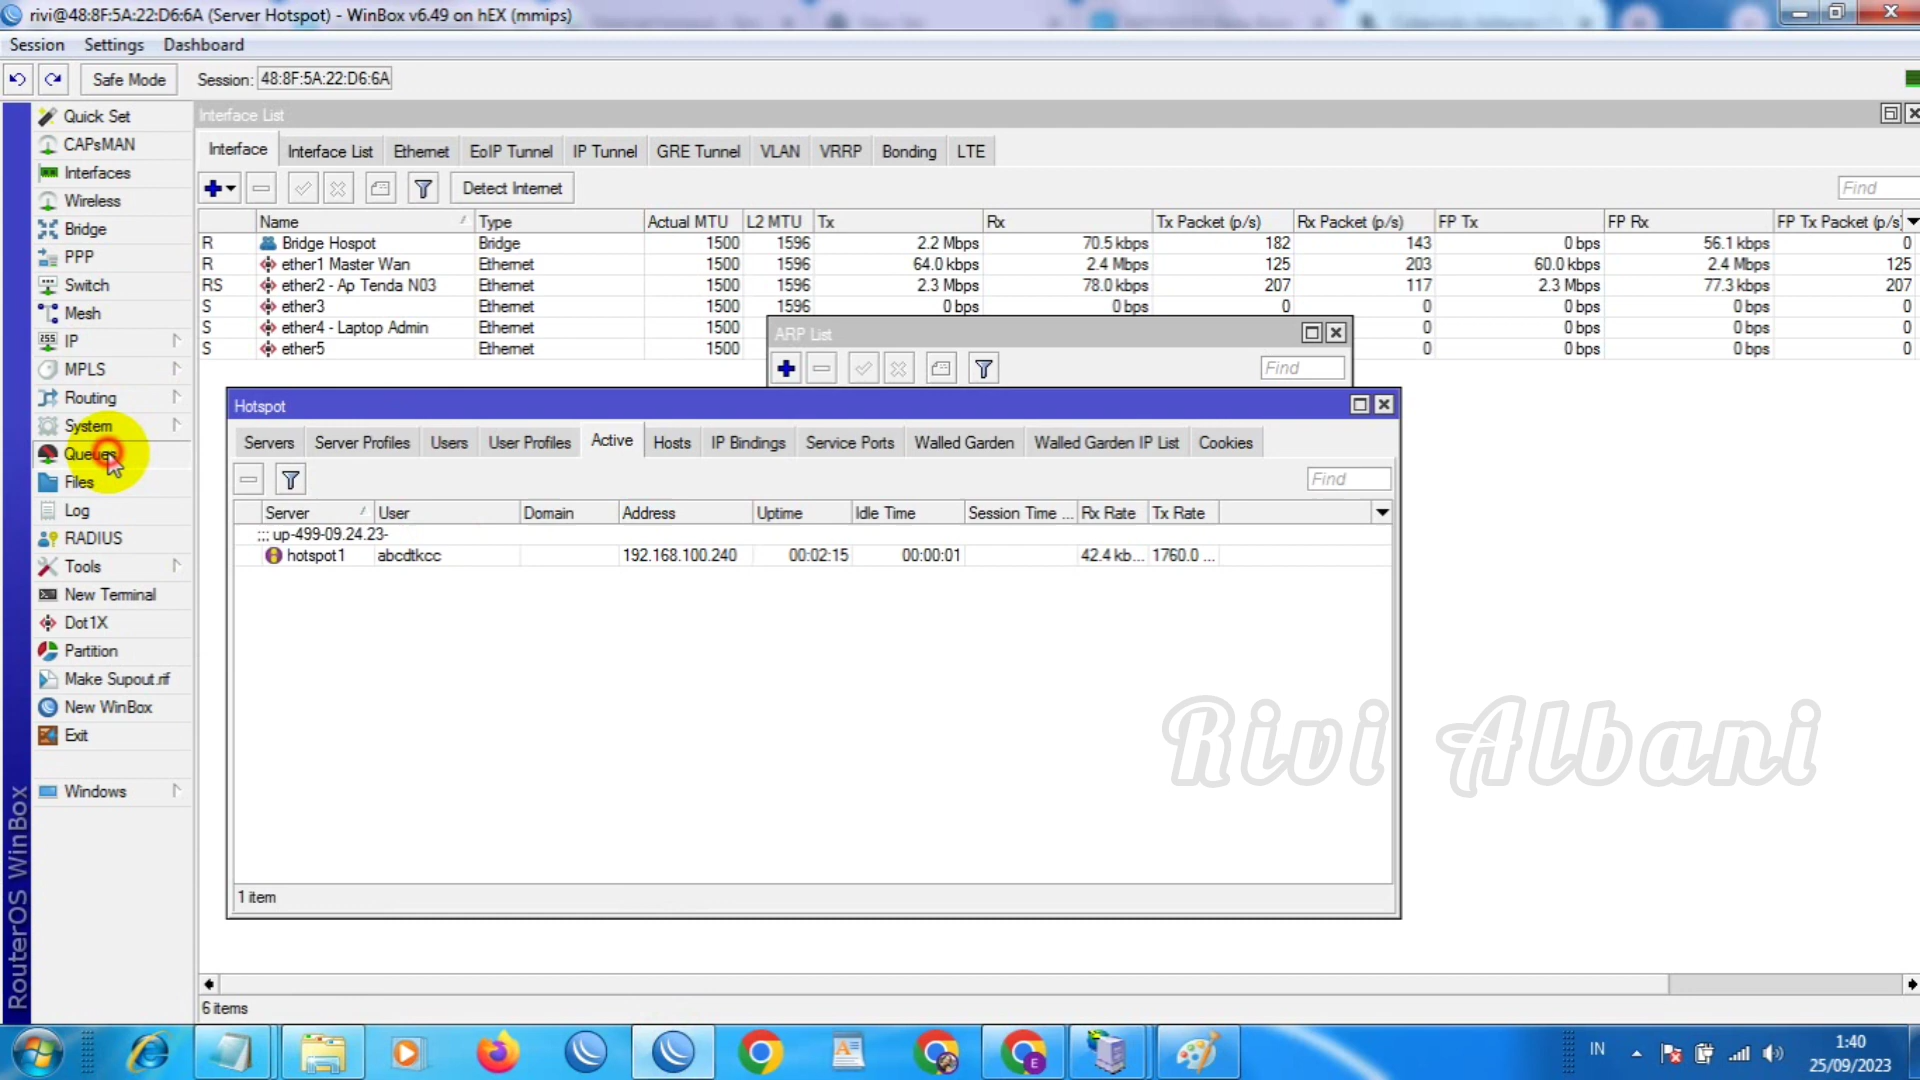 rivi@48:8F:5A:22:D6:6A (Server Hotspot) - WinBox v6.49 on hEX (mmips)
Session Settings Dashboard
Safe Mode Session: 48:8F:5A:22:D6:6A
Quick Set
CAPsMAN
Interfaces
Wireless
Bridge
PPP
Switch
Mesh
IP
MPLS
Routing
System
Queues
Files
Log
RADIUS
Tools
New Terminal
Dot1X
Partition
Make Supout.rif
New WinBox
Exit
Windows
RouterOS WinBox
Interface List
Interface Interface List Ethernet EoIP Tunnel IP Tunnel GRE Tunnel VLAN VRRP Bonding LTE
Detect Internet Find
Name Type Actual MTU L2 MTU Tx Rx Tx Packet (p/s) Rx Packet (p/s) FP Tx FP Rx FP Tx Packet (p/s)
R Bridge Hospot Bridge 1500 1596 2.2 Mbps 70.5 kbps 182 143 0 bps 56.1 kbps 0
R ether1 Master Wan Ethernet 1500 1596 64.0 kbps 2.4 Mbps 125 203 60.0 kbps 2.4 Mbps 125
RS ether2 - Ap Tenda N03 Ethernet 1500 1596 2.3 Mbps 78.0 kbps 207 117 2.3 Mbps 77.3 kbps 207
S ether3 Ethernet 1500 1596 0 bps 0 bps 0 0 0 bps 0 bps 0
S ether4 - Laptop Admin Ethernet 1500 0 0 bps 0 bps 0
S ether5 Ethernet 1500 0 0 bps 0 bps 0
ARP List
Find
Hotspot
Servers Server Profiles Users User Profiles Active Hosts IP Bindings Service Ports Walled Garden Walled Garden IP List Cookies
Find
Server User Domain Address Uptime Idle Time Session Time ... Rx Rate Tx Rate
;;; up-499-09.24.23-
hotspot1 abcdtkcc 192.168.100.240 00:02:15 00:00:01 42.4 kb... 1760.0 ...
1 item
Rivi Albani
6 items
IN
1:40
25/09/2023